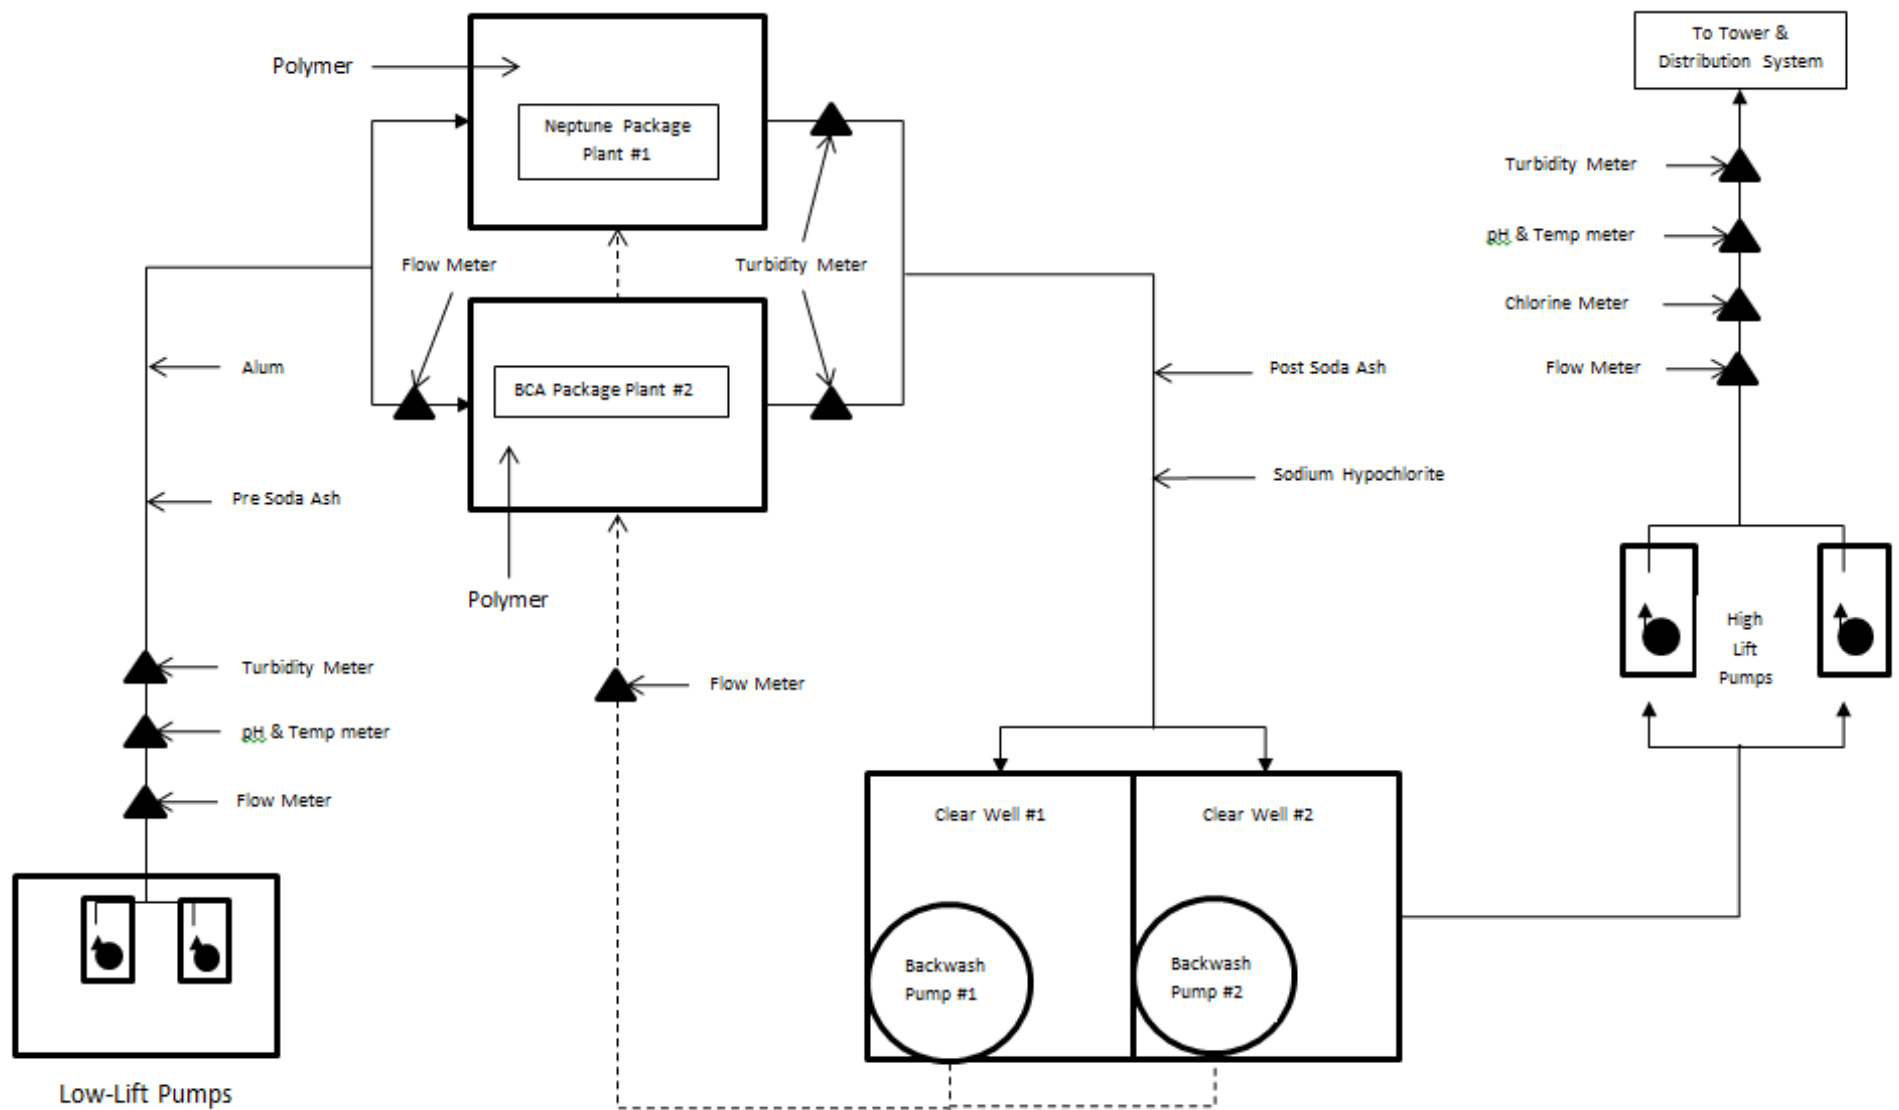 To Tower &
Distribution System
Polymer
Neptune Package
Plant #1
Turbidity Meter
pH & Temp meter
Flow Meter
Turbidity Meter
Chlorine Meter
Alum
BCA Package Plant #2
Post Soda Ash
Flow Meter
Pre Soda Ash
Sodium Hypochlorite
Polymer
High
Lift
Pumps
Turbidity Meter
Flow Meter
pH & Temp meter
Flow Meter
Clear Well #1
Clear Well #2
Backwash
Pump #1
Backwash
Pump #2
Low-Lift Pumps